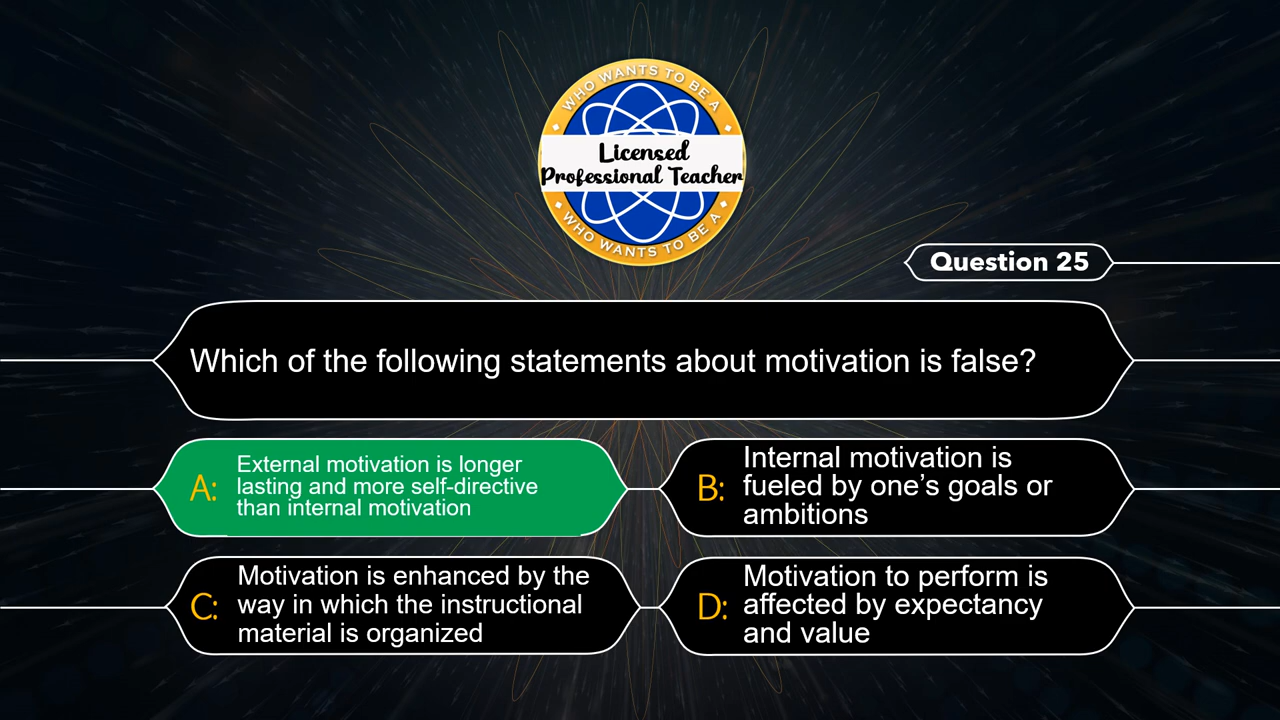 WHO WANTS TO BE A
Licensed
Professional Teacher
WHO WANTS TO BE A
Question 25
Which of the following statements about motivation is false?
A:
External motivation is longer
lasting and more self-directive
than internal motivation
B:
Internal motivation is
fueled by one’s goals or
ambitions
C:
Motivation is enhanced by the
way in which the instructional
material is organized
D:
Motivation to perform is
affected by expectancy
and value